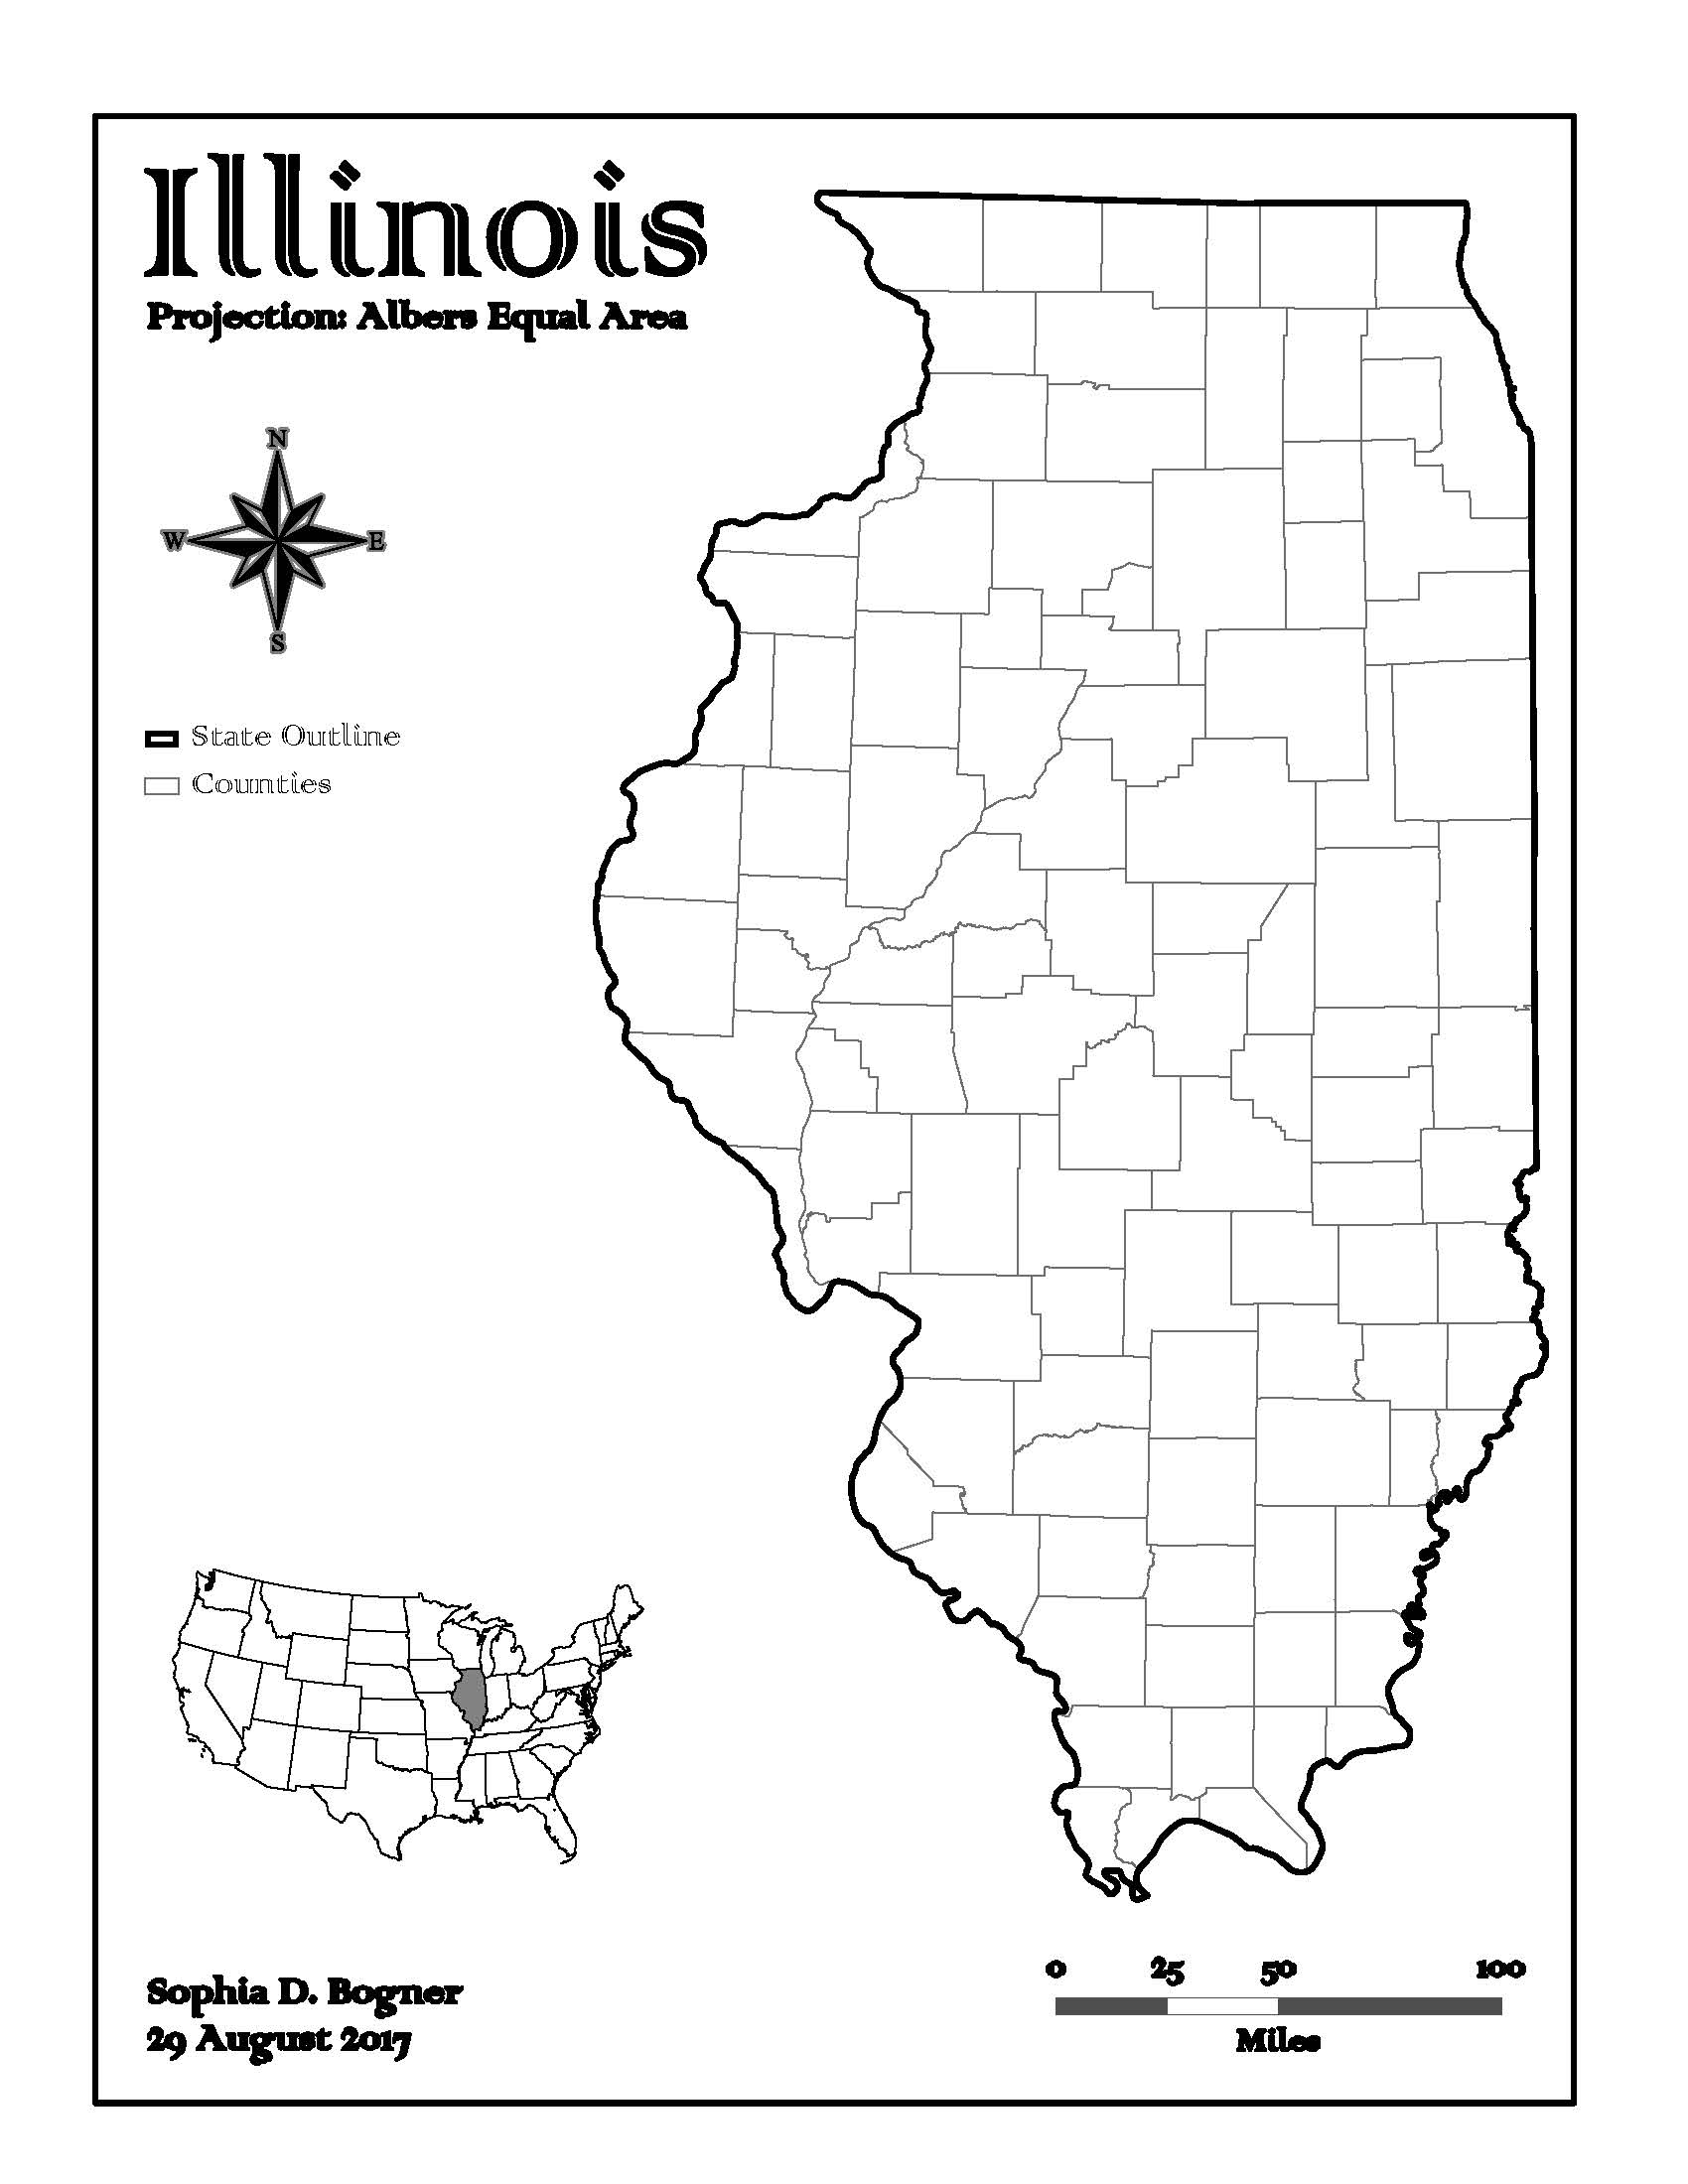 Illinois
Projection: Albers Equal Area
N
W E
S
State Outline
Counties
Sophia D. Bogner
29 August 2017
0 25 50 100
Miles